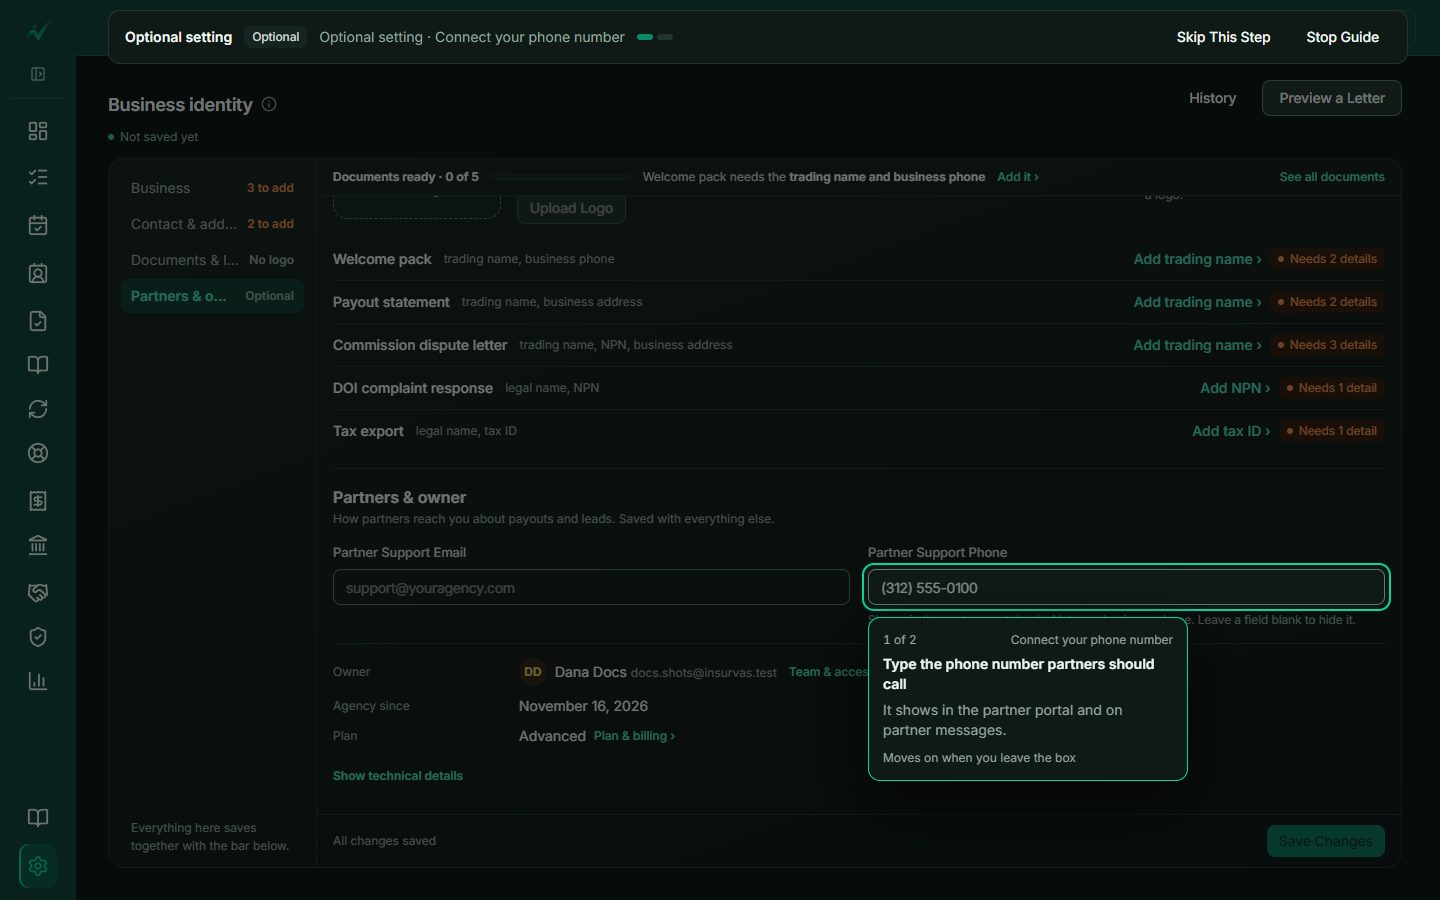 Optional setting
Optional
Optional setting · Connect your phone number
Skip This Step
Stop Guide
Business identity
History
Preview a Letter
Not saved yet
Business
3 to add
Contact & add...
2 to add
Documents & l...
No logo
Partners & o...
Optional
Documents ready · 0 of 5
Welcome pack needs the trading name and business phone
Add it ›
See all documents
Upload Logo
a logo.
Welcome pack
trading name, business phone
Add trading name ›
Needs 2 details
Payout statement
trading name, business address
Add trading name ›
Needs 2 details
Commission dispute letter
trading name, NPN, business address
Add trading name ›
Needs 3 details
DOI complaint response
legal name, NPN
Add NPN ›
Needs 1 detail
Tax export
legal name, tax ID
Add tax ID ›
Needs 1 detail
Partners & owner
How partners reach you about payouts and leads. Saved with everything else.
Partner Support Email
Partner Support Phone
support@youragency.com
(312) 555-0100
Leave a field blank to hide it.
1 of 2
Connect your phone number
Type the phone number partners should
call
It shows in the partner portal and on
partner messages.
Moves on when you leave the box
Owner
DD
Dana Docs docs.shots@insurvas.test
Team & acces
Agency since
November 16, 2026
Plan
Advanced
Plan & billing ›
Show technical details
Everything here saves
together with the bar below.
All changes saved
Save Changes